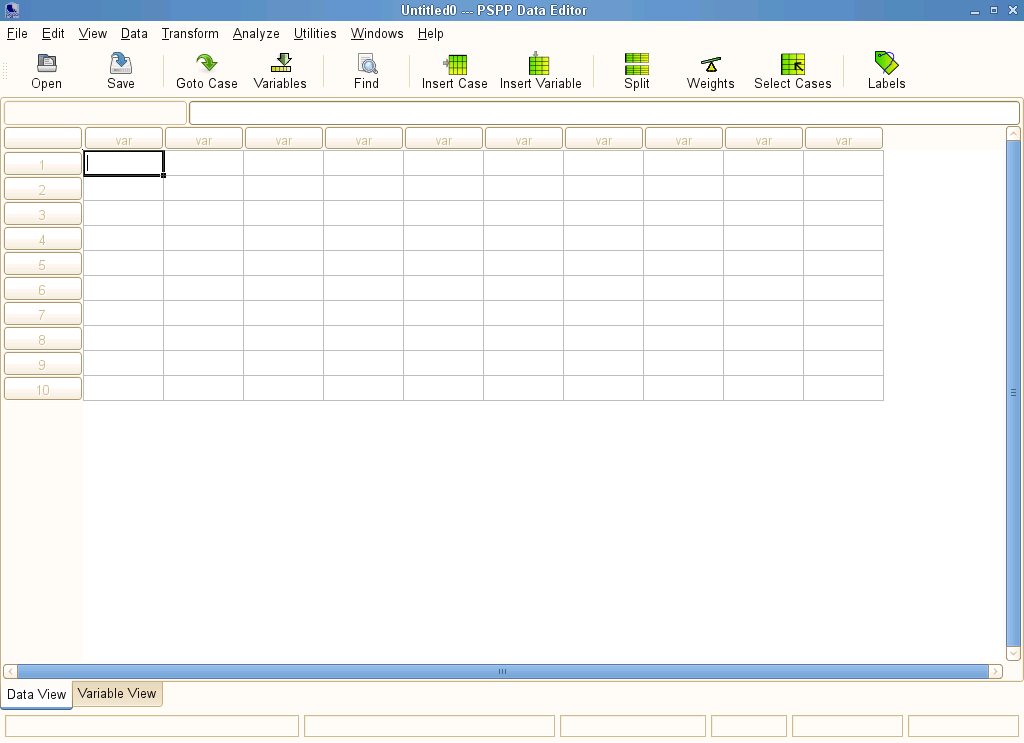 Untitled0 --- PSPP Data Editor
File Edit View Data Transform Analyze Utilities Windows Help
Open Save Goto Case Variables Find Insert Case Insert Variable Split Weights Select Cases Labels
var var var var var var var var var var
1
2
3
4
5
6
7
8
9
10
Data View Variable View